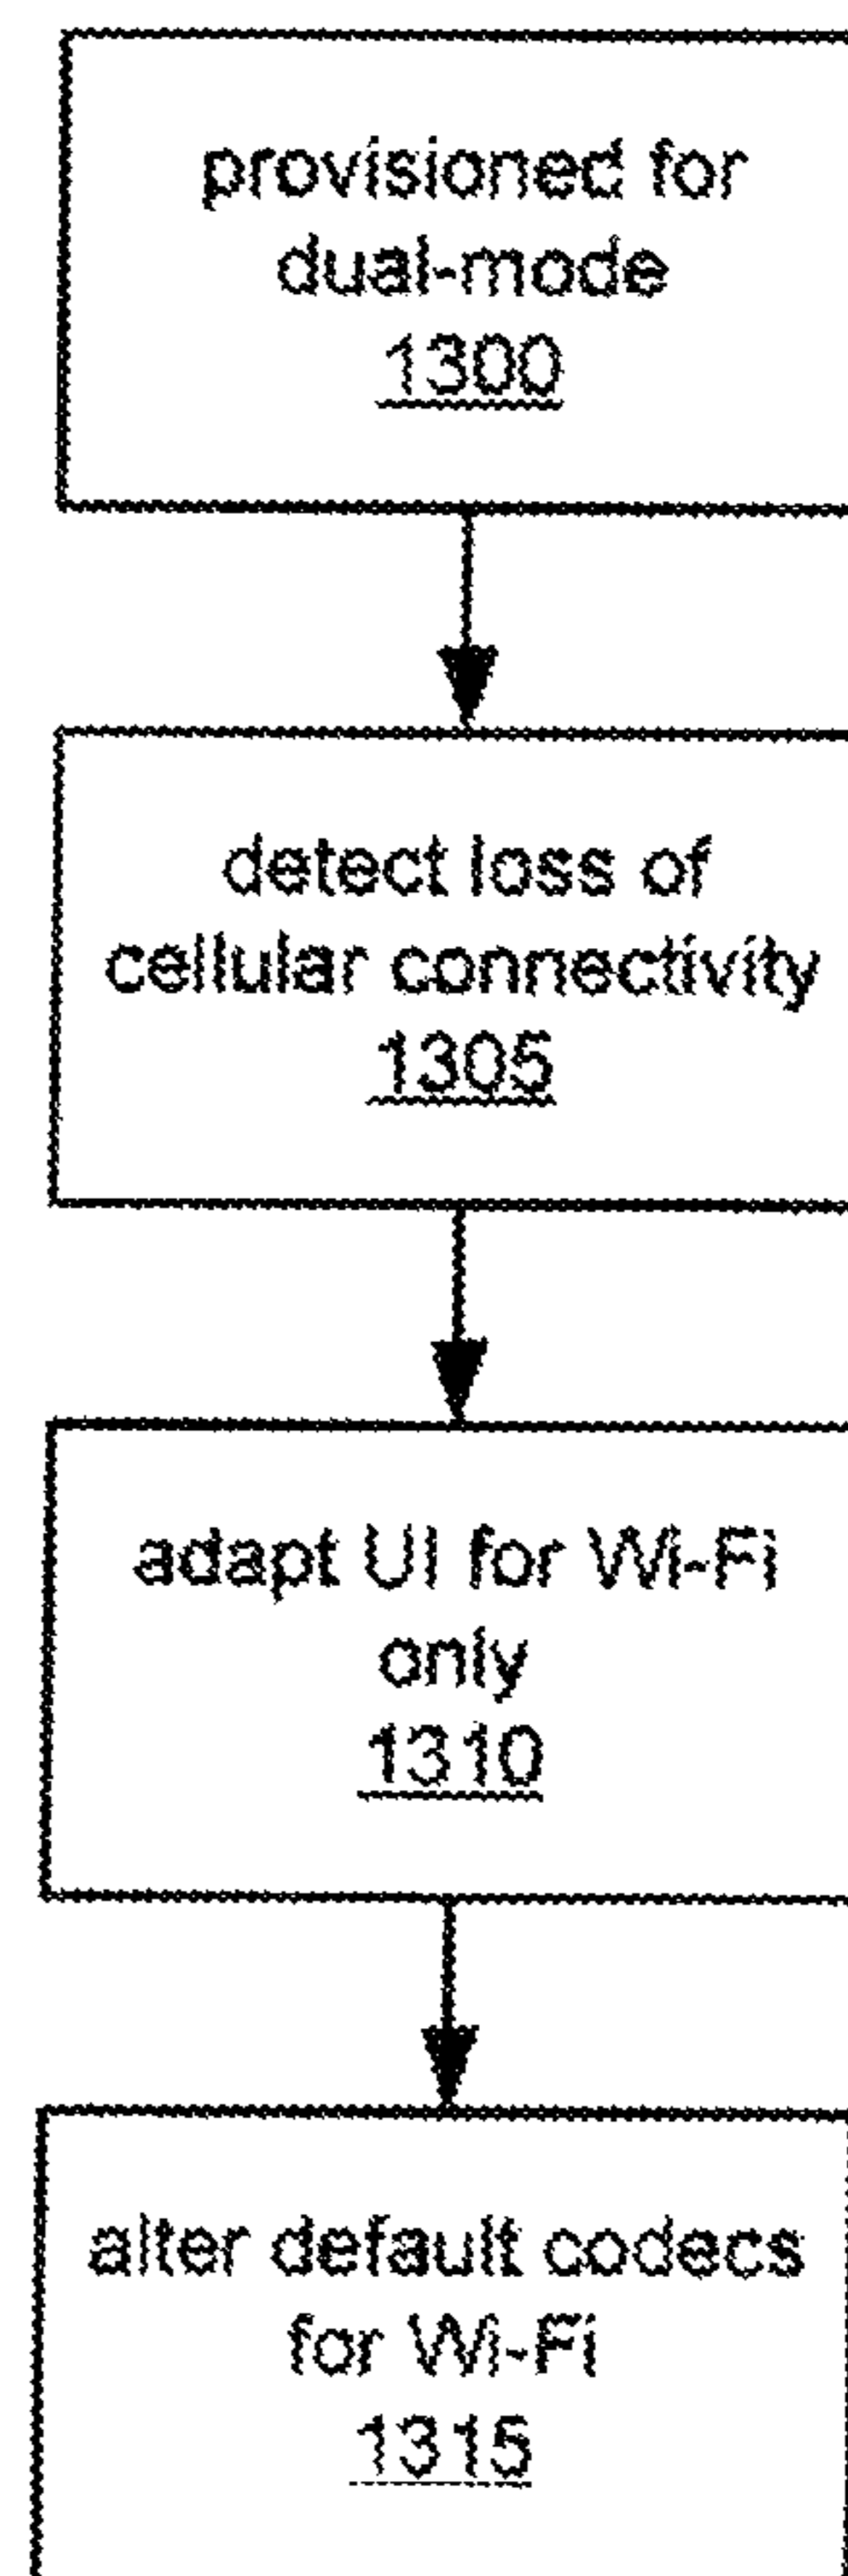 provisioned for
dual-mode
1300
detect loss of
cellular connectivity
1305
adapt UI for Wi-Fi
only
1310
alter default codecs
for Wi-Fi
1315